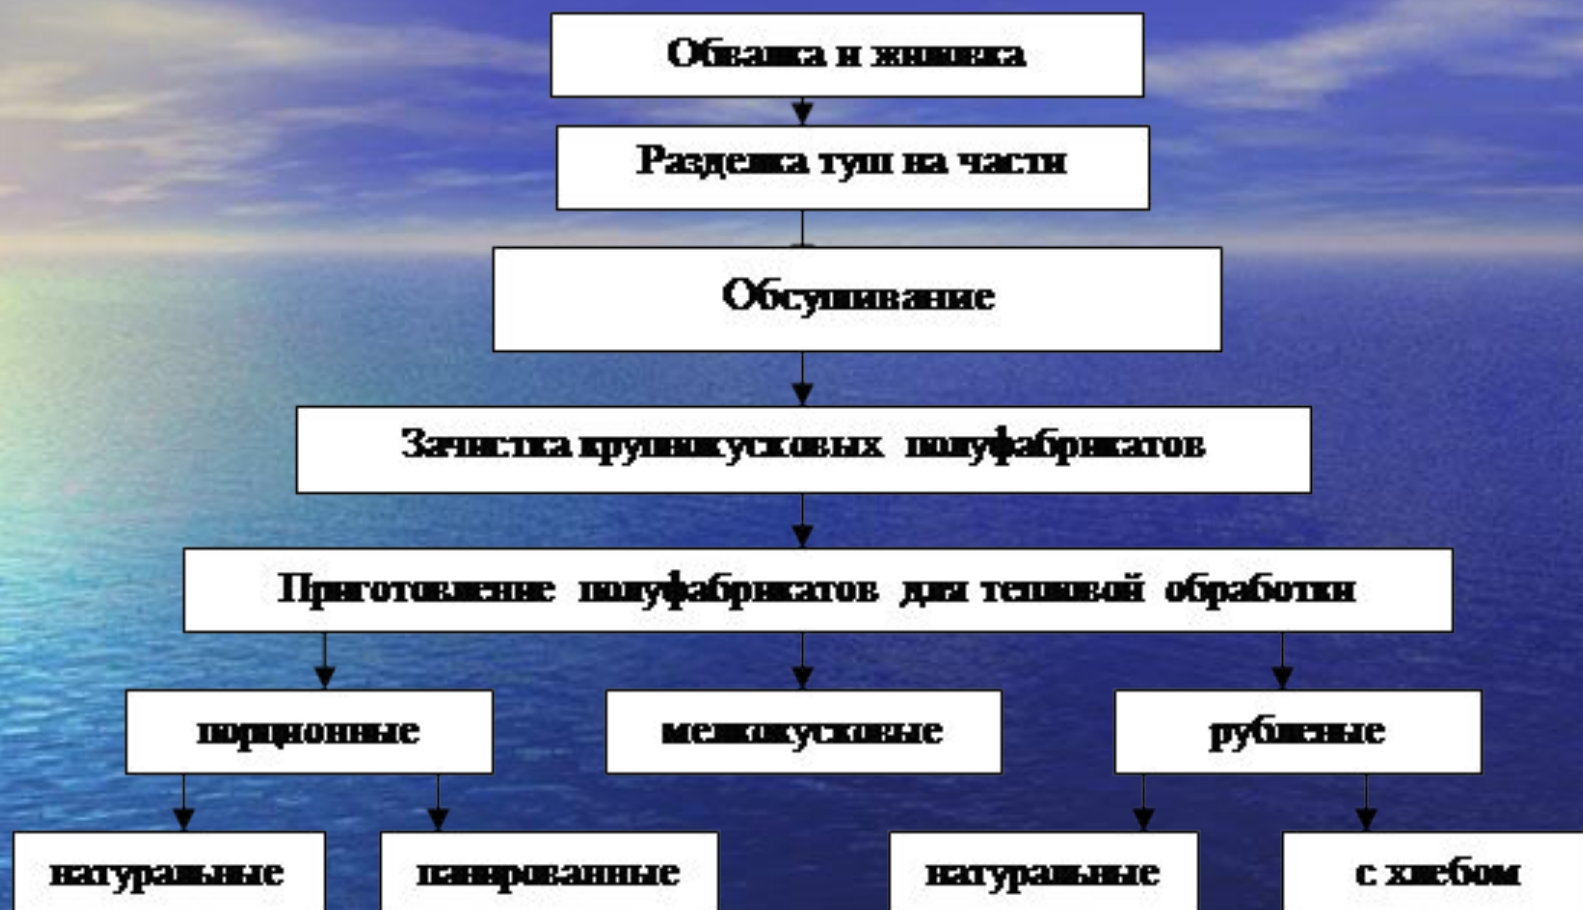 Обвалка и жиловка
Разделка туш на части
Обсушивание
Зачистка крупнокусковых полуфабрикатов
Приготовление полуфабрикатов для тепловой обработки
порционные
мелкокусковые
рубленые
натуральные
панированные
натуральные
с хлебом